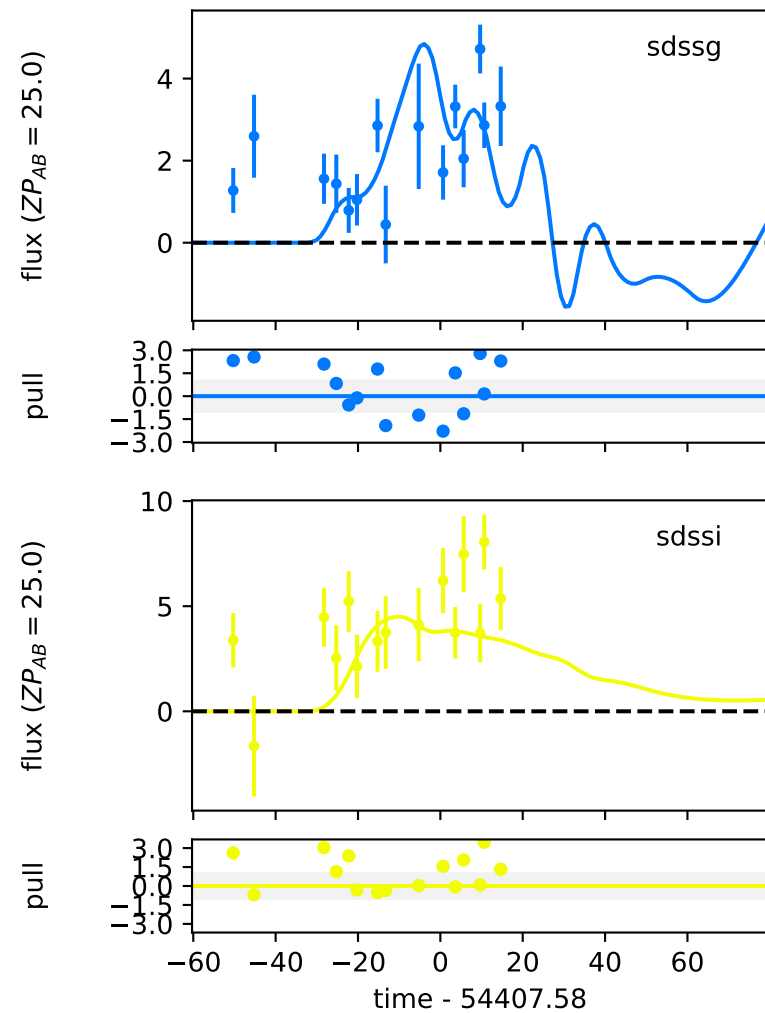 sdssg
flux ($ZP_{AB}$ = 25.0)
4
2
0
pull
3.0
1.5
0.0
−1.5
−3.0
sdssi
flux ($ZP_{AB}$ = 25.0)
10
5
0
pull
3.0
1.5
0.0
−1.5
−3.0
−60 −40 −20 0 20 40 60
time - 54407.58